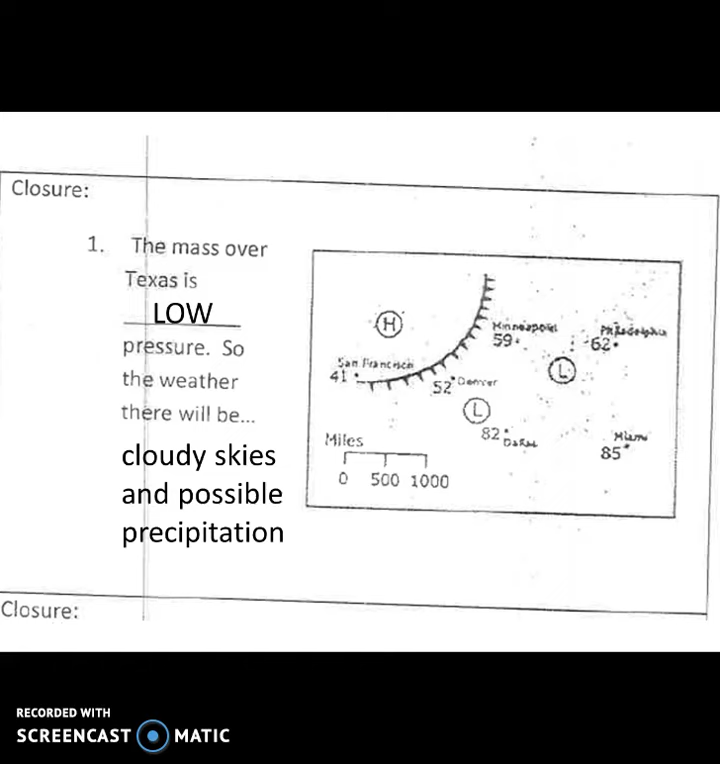 Closure:
1. The mass over
Texas is
LOW
pressure. So
the weather
there will be...
cloudy skies
and possible
precipitation
H
Minneapolis
59
Philadelphia
62
San Francisco
41
L
52 Denver
L
82 Dallas
Miami
85
Miles
0 500 1000
Closure:
RECORDED WITH
SCREENCAST MATIC